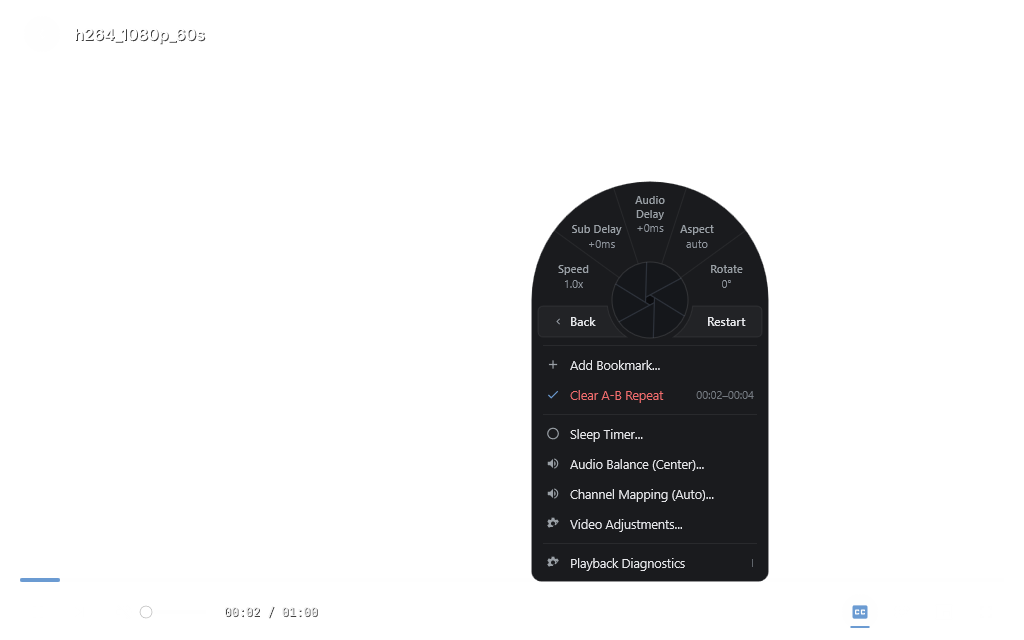 h264_1080p_60s
Audio
Delay
+0ms
Sub Delay
+0ms
Aspect
auto
Speed
1.0x
Rotate
0°
Back
Restart
Add Bookmark...
Clear A-B Repeat 00:02–00:04
Sleep Timer...
Audio Balance (Center)...
Channel Mapping (Auto)...
Video Adjustments...
Playback Diagnostics I
00:02 / 01:00
CC